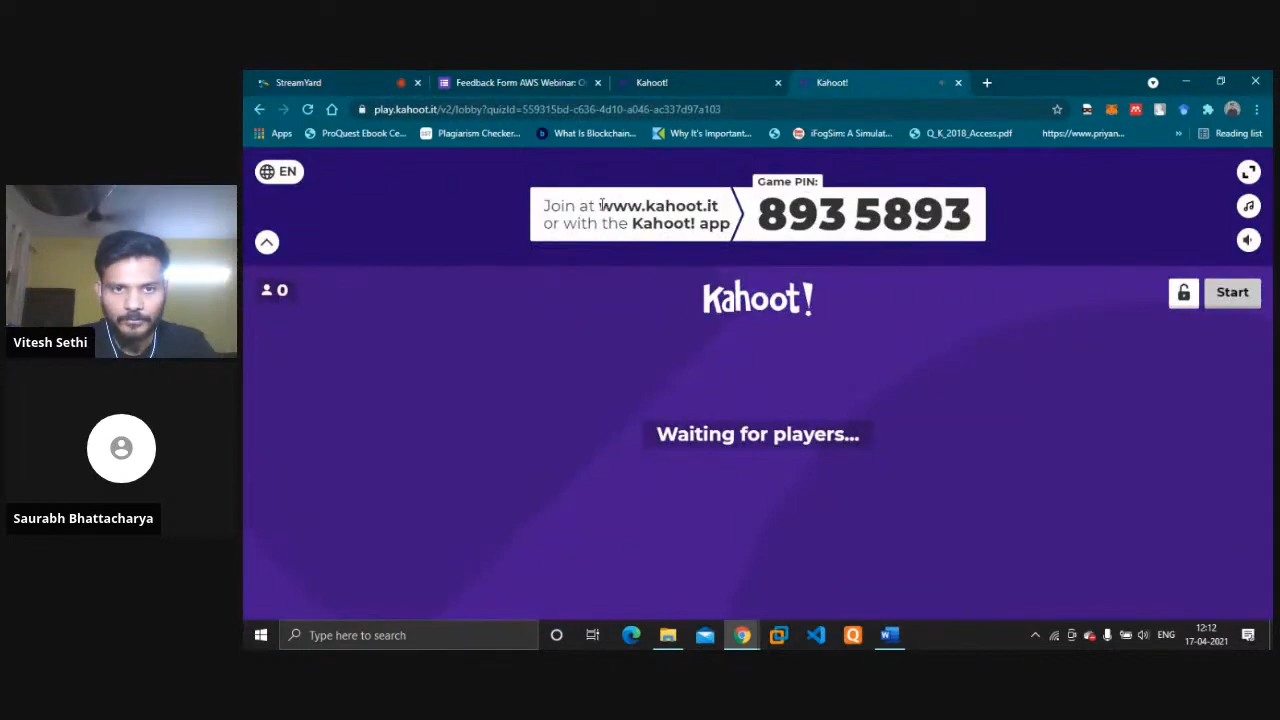 StreamYard
Feedback Form AWS Webinar: O
Kahoot!
Kahoot!
play.kahoot.it/v2/lobby?quizId=559315bd-c636-4d10-a046-ac337d97a103
Apps
ProQuest Ebook Ce...
Plagiarism Checker...
What Is Blockchain...
Why It's Important...
iFogSim: A Simulat...
Q_K_2018_Access.pdf
https://www.priyan...
Reading list
EN
Game PIN:
Join at www.kahoot.it
or with the Kahoot! app
893 5893
0
Kahoot!
Start
Waiting for players...
Vitesh Sethi
Saurabh Bhattacharya
Type here to search
ENG
12:12
17-04-2021